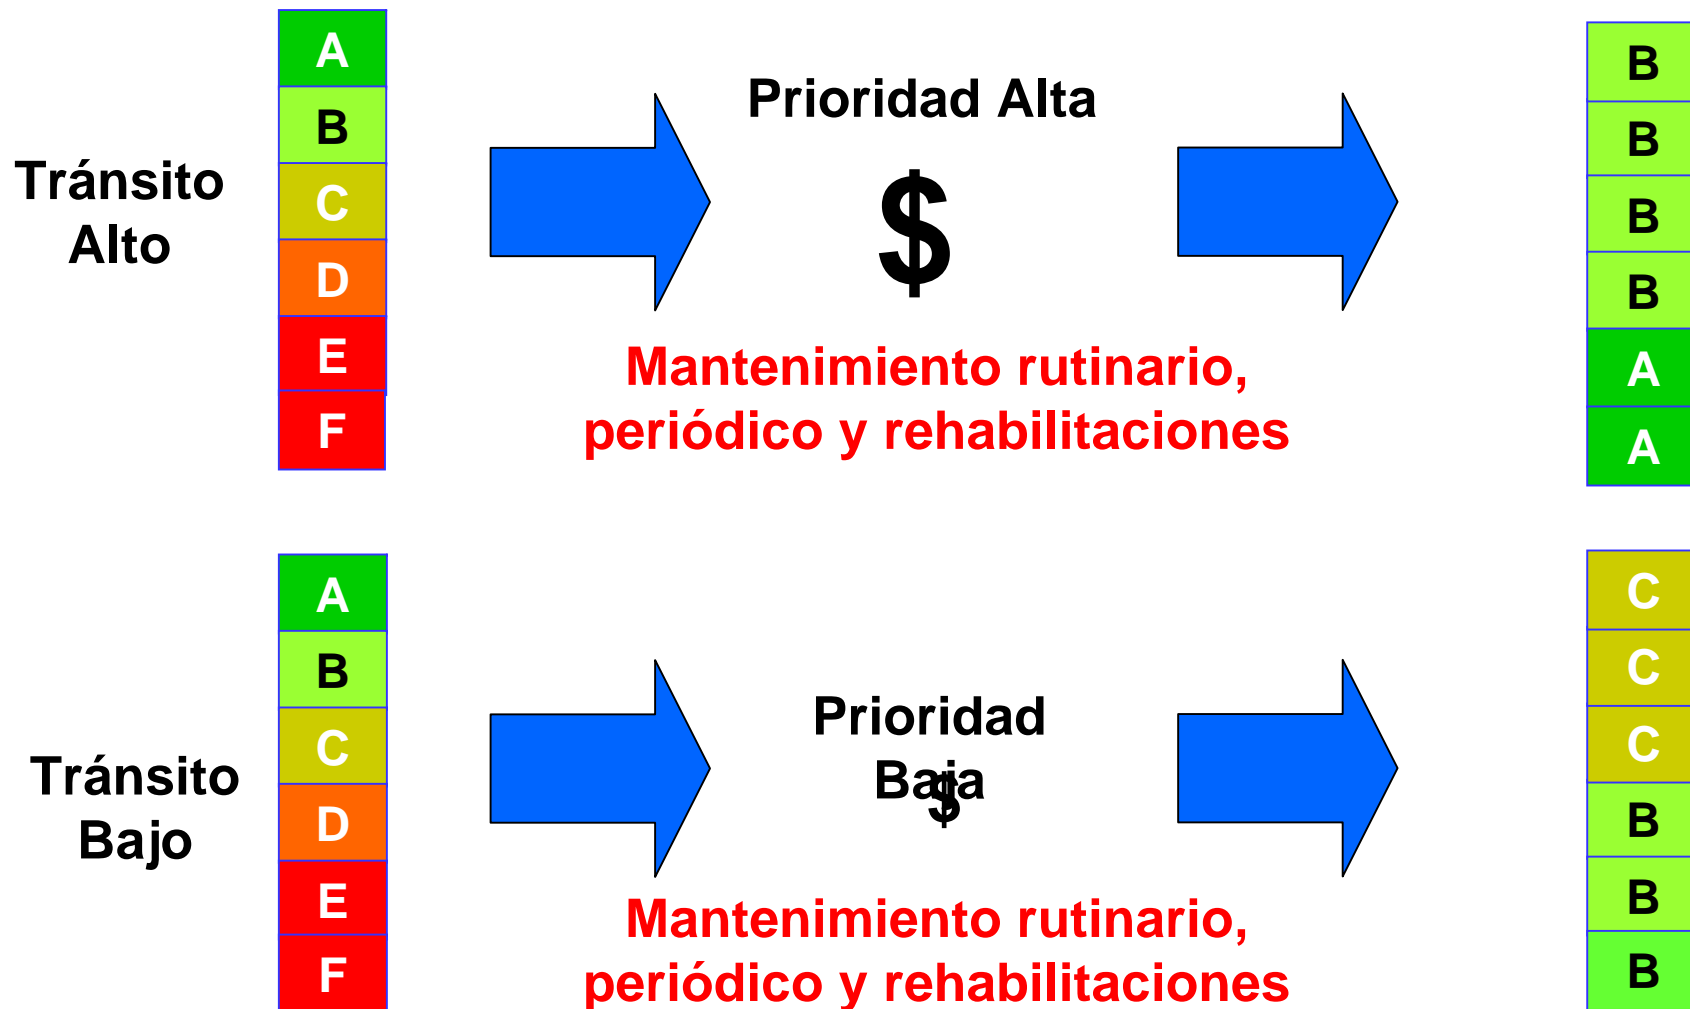 Tránsito
Alto
A
B
C
D
E
F
Prioridad Alta
$
Mantenimiento rutinario,
periódico y rehabilitaciones
B
B
B
B
A
A
Tránsito
Bajo
A
B
C
D
E
F
Prioridad
Baja
$
Mantenimiento rutinario,
periódico y rehabilitaciones
C
C
C
B
B
B